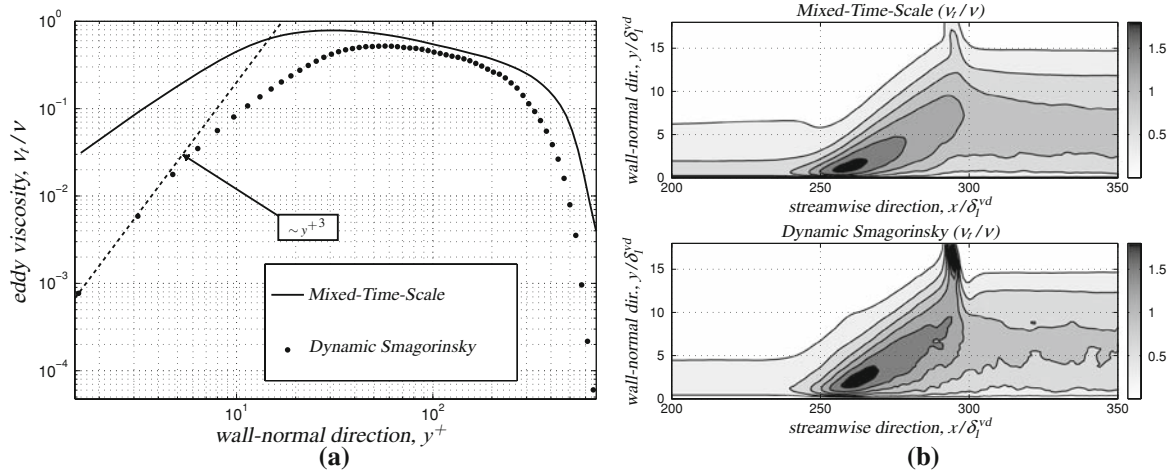 10^0
10^-1
10^-2
10^-3
10^-4
eddy viscosity, ν_t/ν
10^1
10^2
wall-normal direction, y^+
~ y^{+3}
Mixed-Time-Scale
Dynamic Smagorinsky
(a)
Mixed-Time-Scale (ν_t/ν)
wall-normal dir., y/δ_l^{vd}
15
10
5
0
200
250
300
350
streamwise direction, x/δ_l^{vd}
1.5
1
0.5
Dynamic Smagorinsky (ν_t/ν)
wall-normal dir., y/δ_l^{vd}
15
10
5
0
200
250
300
350
streamwise direction, x/δ_l^{vd}
1.5
1
0.5
(b)